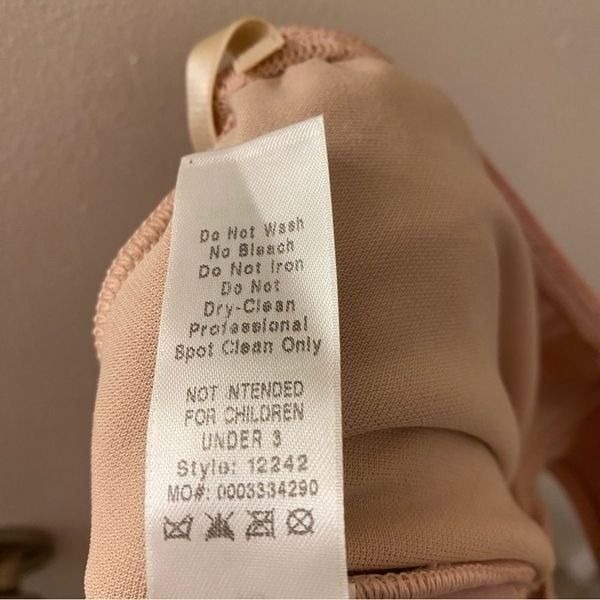 Do Not Wash
No Bleach
Do Not Iron
Do Not
Dry-Clean
Professional
Spot Clean Only
NOT NTENDED
FOR CHILDREN
UNDER 3
Style: 12242
MO#: 0003334290